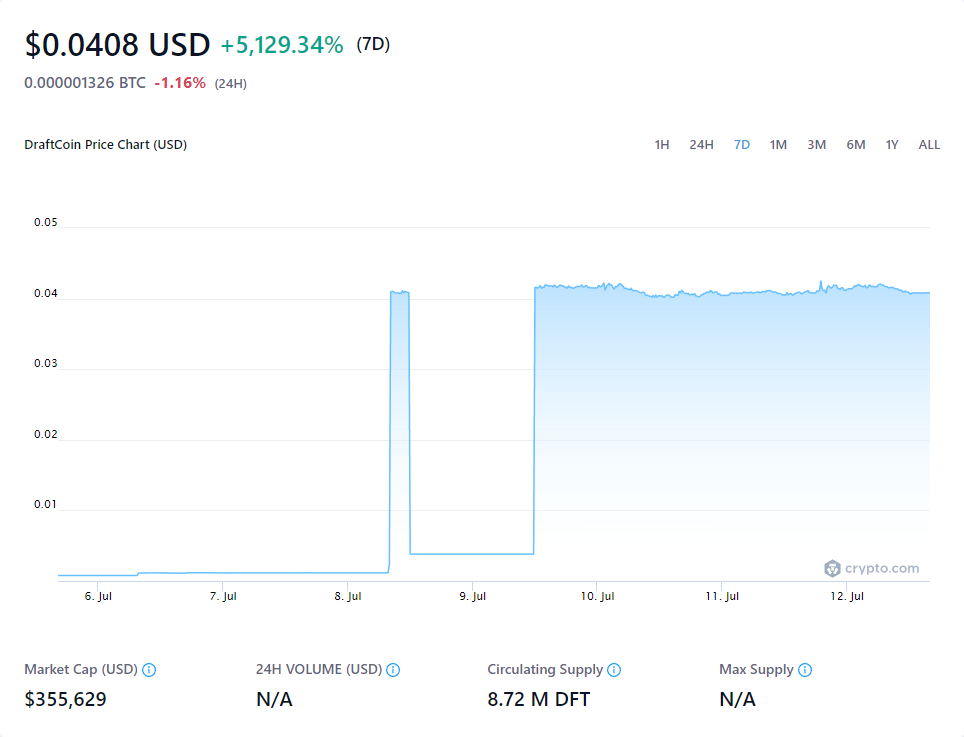 $0.0408 USD +5,129.34% (7D)
0.000001326 BTC -1.16% (24H)
DraftCoin Price Chart (USD) 1H 24H 7D 1M 3M 6M 1Y ALL
0.05
0.04
0.03
0.02
0.01
crypto.com
6. Jul 7. Jul 8. Jul 9. Jul 10. Jul 11. Jul 12. Jul
Market Cap (USD) 24H VOLUME (USD) Circulating Supply Max Supply
$355,629 N/A 8.72 M DFT N/A